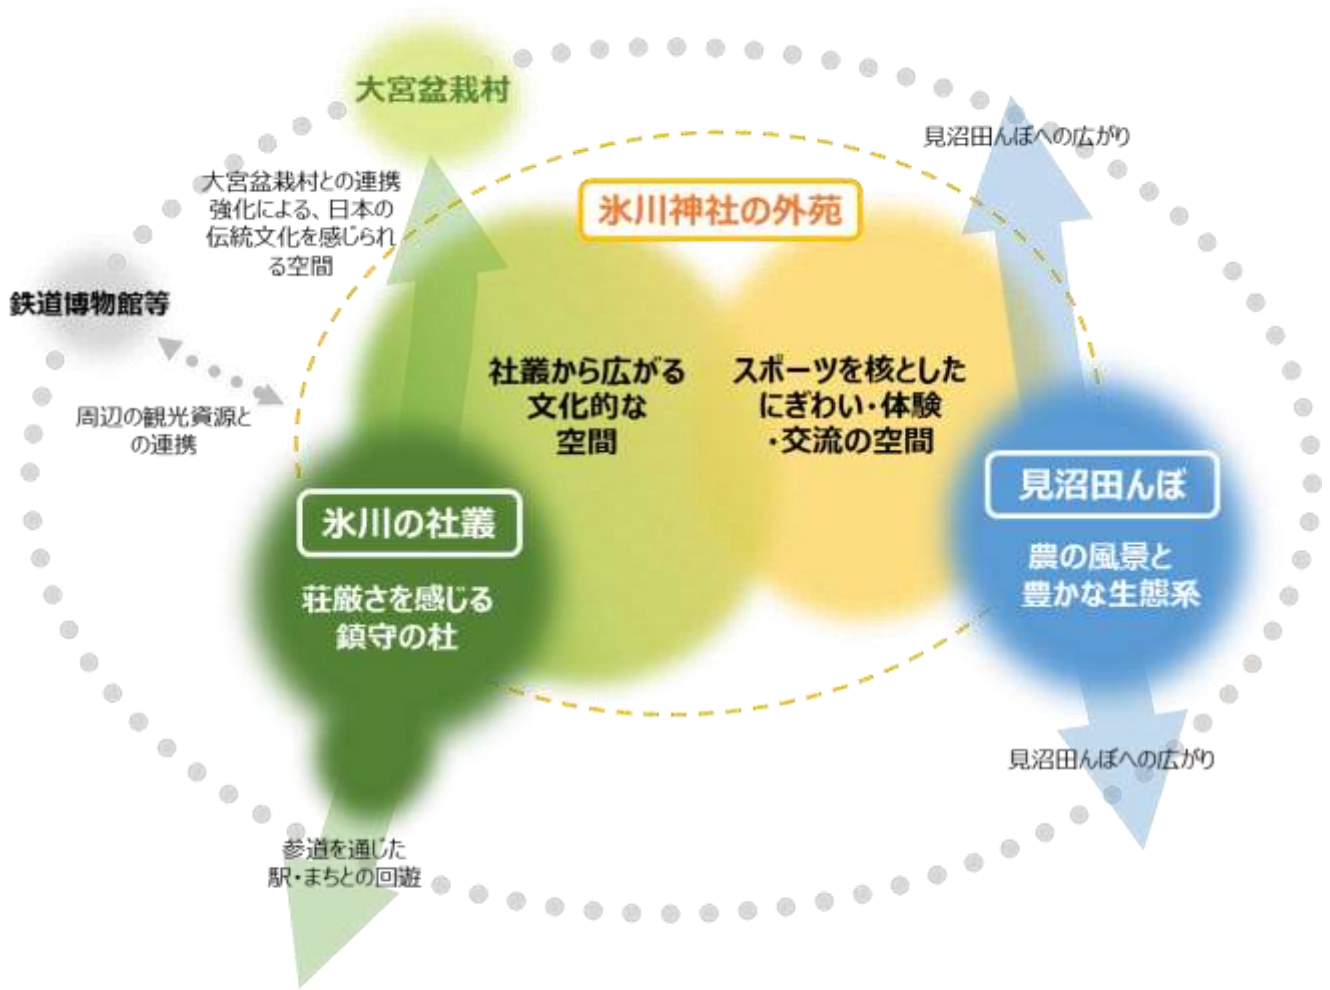 大宮盆栽村
見沼田んぼへの広がり
大宮盆栽村との連携
強化による、日本の
伝統文化を感じられ
る空間
氷川神社の外苑
鉄道博物館等
周辺の観光資源と
の連携
社叢から広がる
文化的な
空間
スポーツを核とした
にぎわい・体験
・交流の空間
氷川の社叢
荘厳さを感じる
鎮守の杜
見沼田んぼ
農の風景と
豊かな生態系
見沼田んぼへの広がり
参道を通じた
駅・まちとの回遊